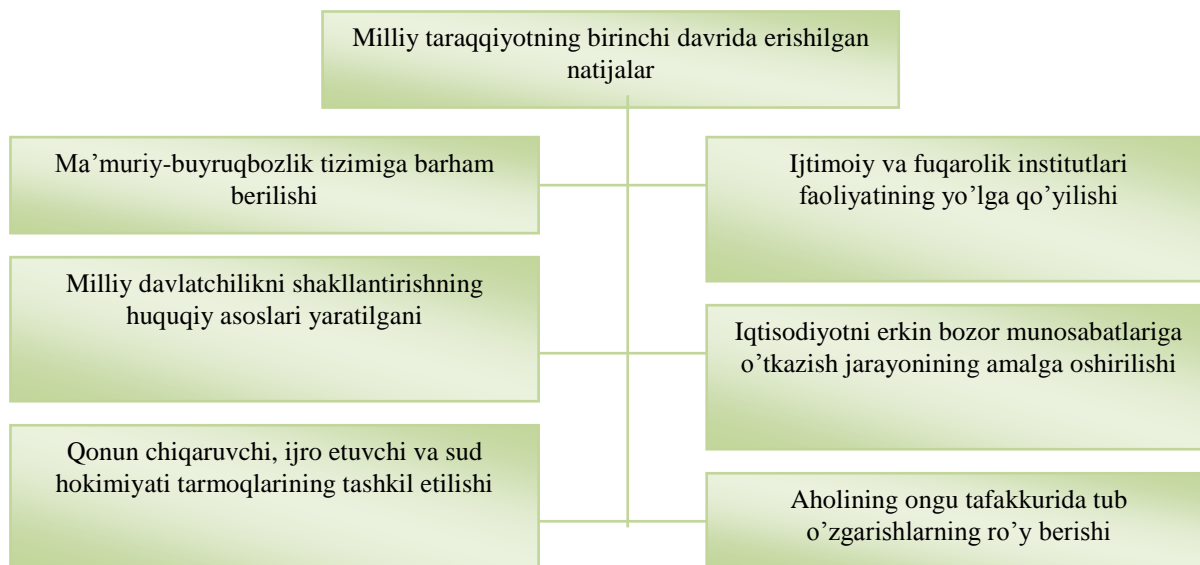 Milliy taraqqiyotning birinchi davrida erishilgan
natijalar
Ma’muriy-buyruqbozlik tizimiga barham
berilishi
Ijtimoiy va fuqarolik institutlari
faoliyatining yo’lga qo’yilishi
Milliy davlatchilikni shakllantirishning
huquqiy asoslari yaratilgani
Iqtisodiyotni erkin bozor munosabatlariga
o’tkazish jarayonining amalga oshirilishi
Qonun chiqaruvchi, ijro etuvchi va sud
hokimiyati tarmoqlarining tashkil etilishi
Aholining ongu tafakkurida tub
o’zgarishlarning ro’y berishi